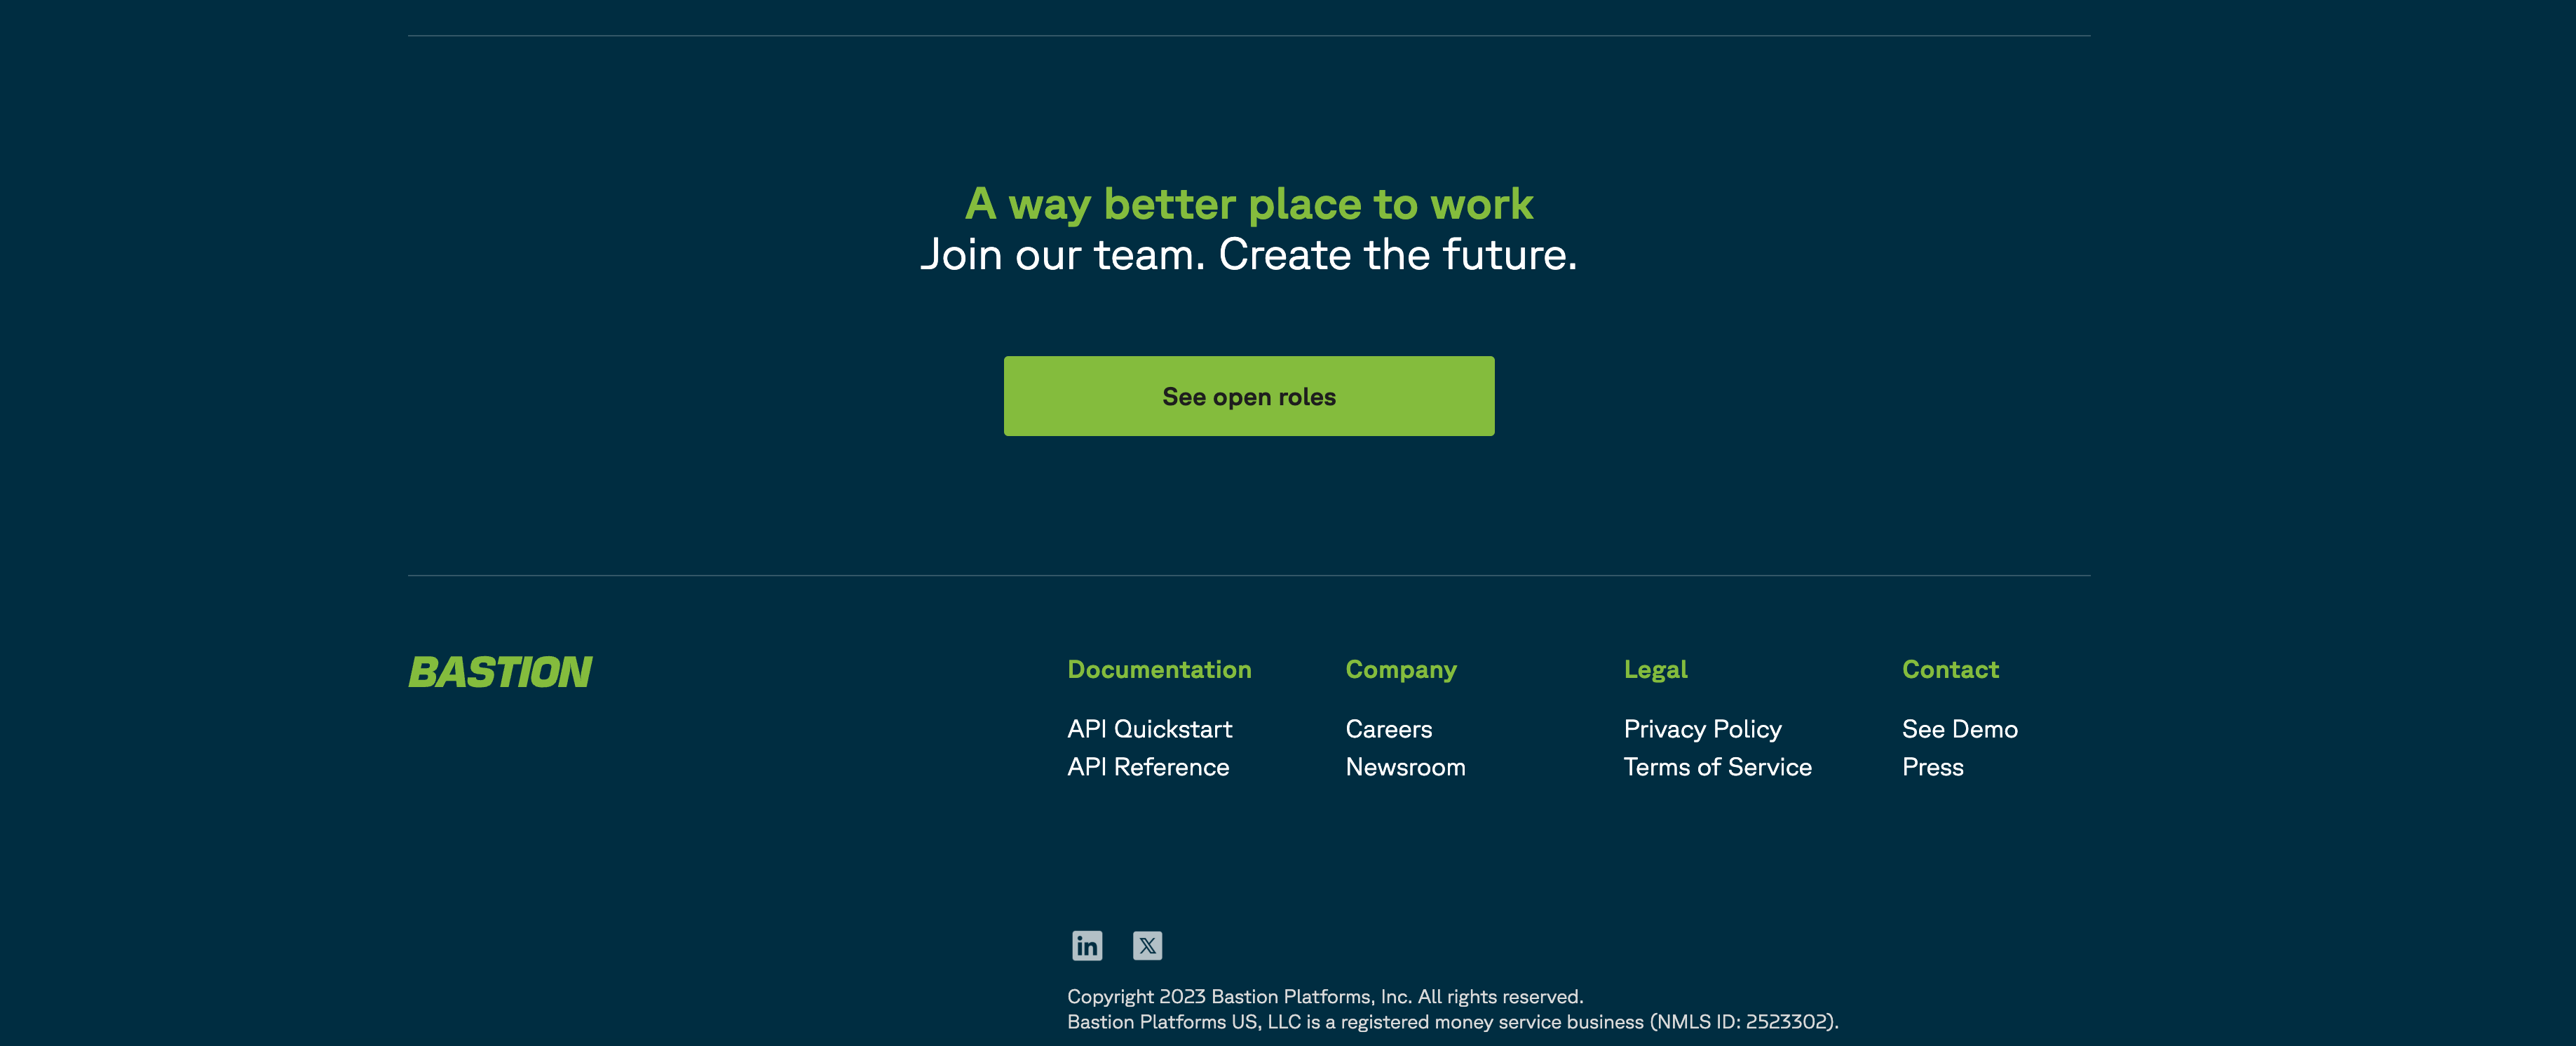 A way better place to work
Join our team. Create the future.
See open roles
BASTION
Documentation
API Quickstart
API Reference
Company
Careers
Newsroom
Legal
Privacy Policy
Terms of Service
Contact
See Demo
Press
in X
Copyright 2023 Bastion Platforms, Inc. All rights reserved.
Bastion Platforms US, LLC is a registered money service business (NMLS ID: 2523302).